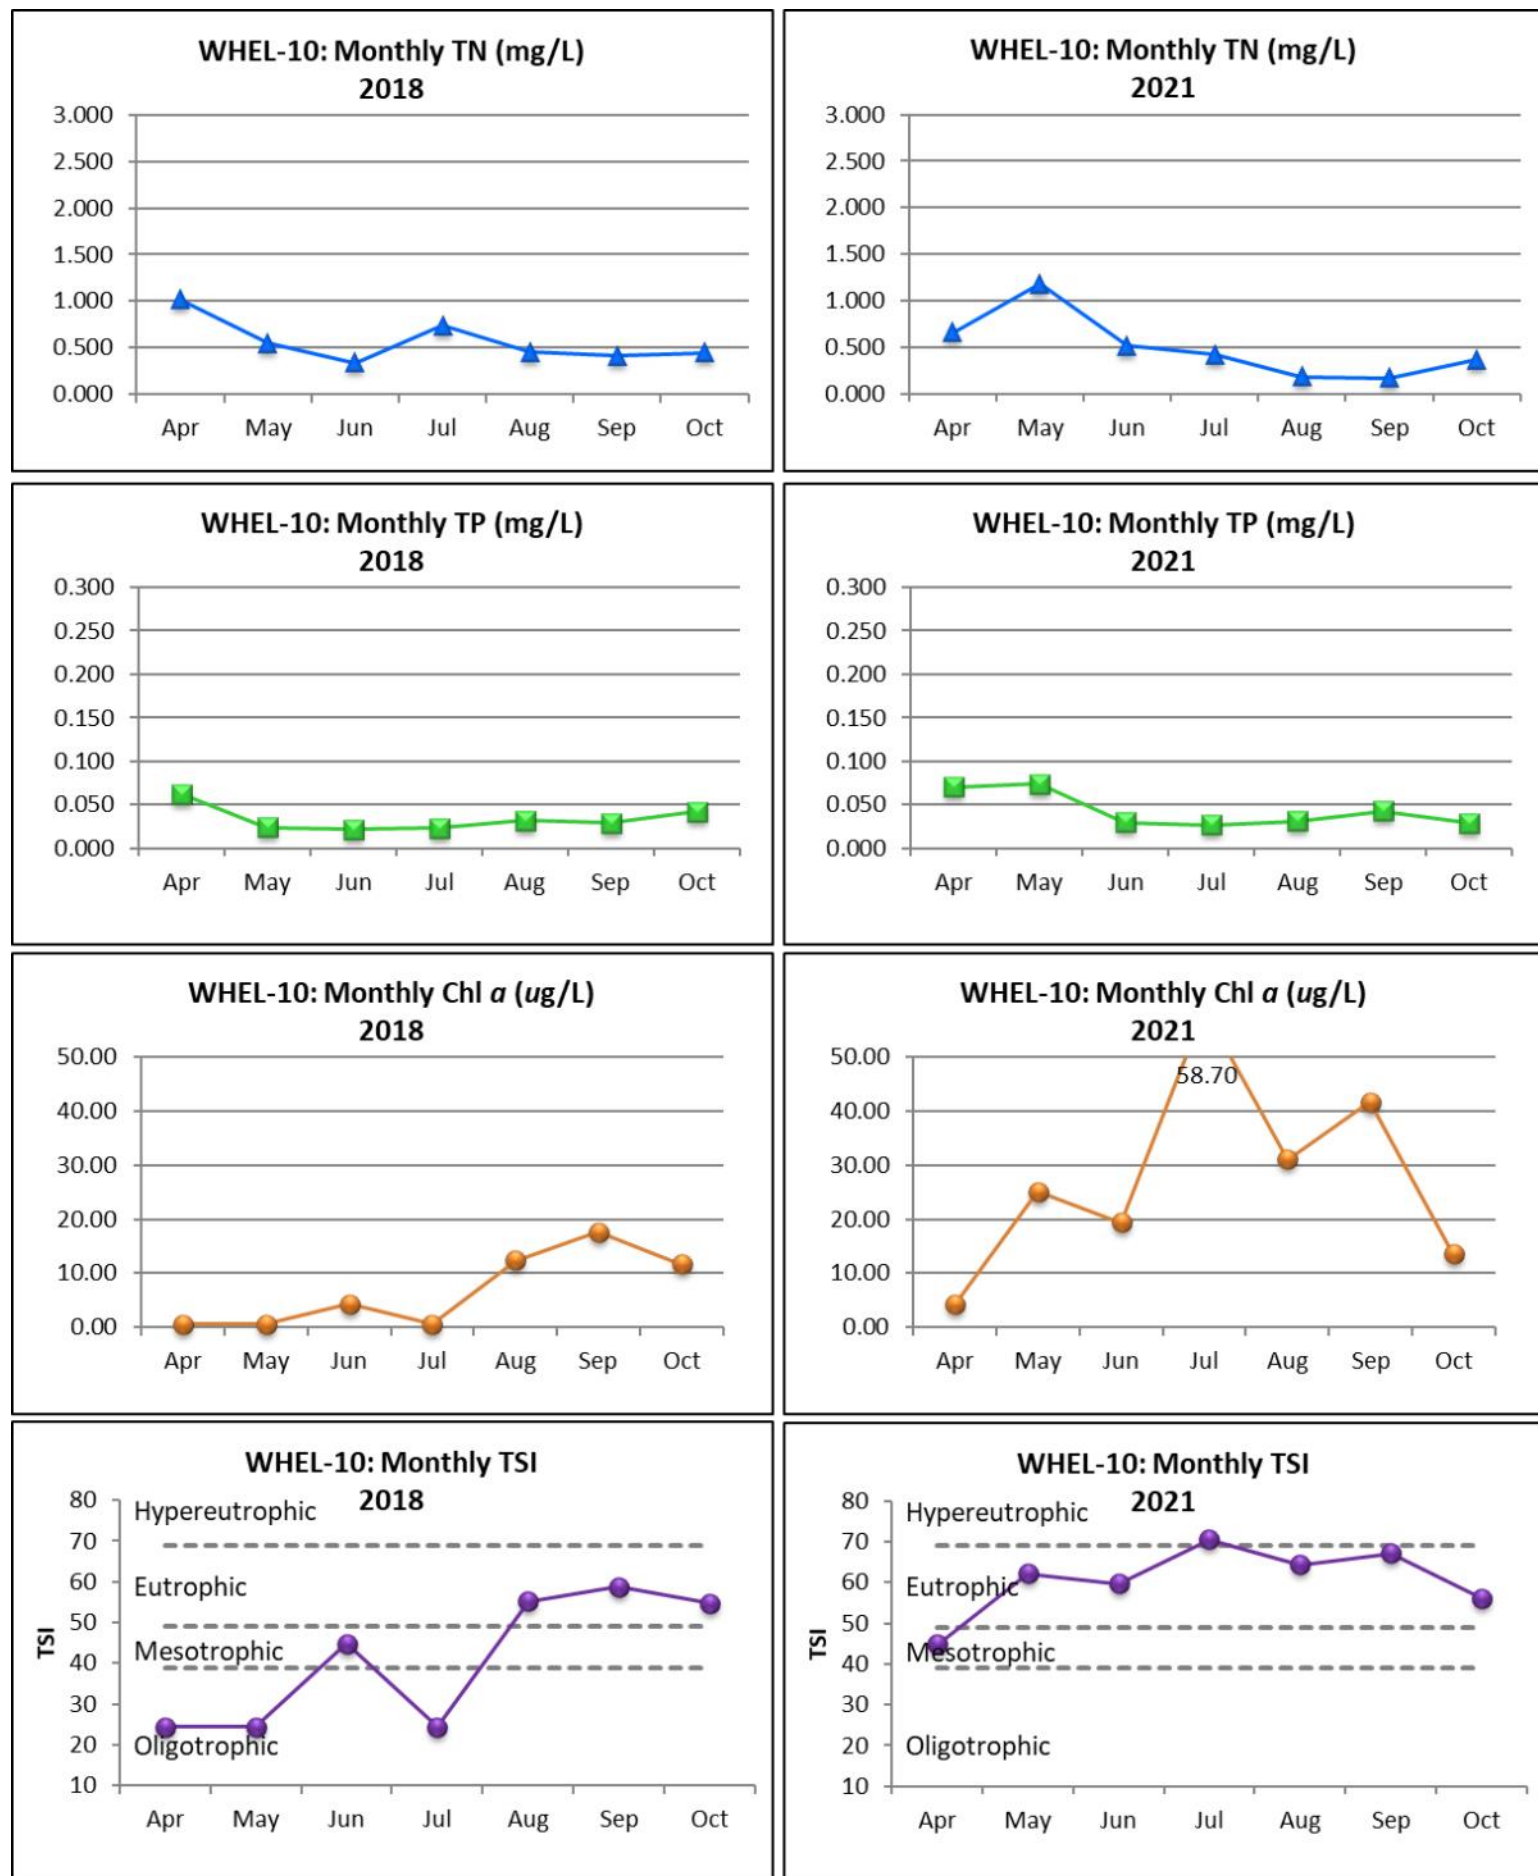 WHEL-10: Monthly TN (mg/L)
2018
3.000
2.500
2.000
1.500
1.000
0.500
0.000
Apr May Jun Jul Aug Sep Oct
WHEL-10: Monthly TN (mg/L)
2021
3.000
2.500
2.000
1.500
1.000
0.500
0.000
Apr May Jun Jul Aug Sep Oct
WHEL-10: Monthly TP (mg/L)
2018
0.300
0.250
0.200
0.150
0.100
0.050
0.000
Apr May Jun Jul Aug Sep Oct
WHEL-10: Monthly TP (mg/L)
2021
0.300
0.250
0.200
0.150
0.100
0.050
0.000
Apr May Jun Jul Aug Sep Oct
WHEL-10: Monthly Chl a (ug/L)
2018
50.00
40.00
30.00
20.00
10.00
0.00
Apr May Jun Jul Aug Sep Oct
WHEL-10: Monthly Chl a (ug/L)
2021
50.00
58.70
40.00
30.00
20.00
10.00
0.00
Apr May Jun Jul Aug Sep Oct
WHEL-10: Monthly TSI
2018
80
Hypereutrophic
70
60
Eutrophic
50
TSI
Mesotrophic
40
30
20
Oligotrophic
10
Apr May Jun Jul Aug Sep Oct
WHEL-10: Monthly TSI
2021
80
Hypereutrophic
70
60
Eutrophic
50
TSI
Mesotrophic
40
30
20
Oligotrophic
10
Apr May Jun Jul Aug Sep Oct